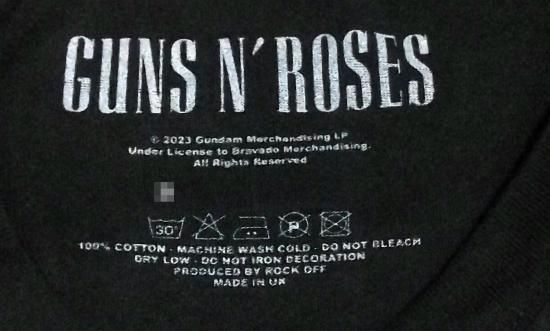 GUNS N' ROSES
© 2023 Gundam Merchandising LP
Under License to Bravado Merchandising.
All Rights Reserved
30°
P
100% COTTON - MACHINE WASH COLD - DO NOT BLEACH
DRY LOW - DO NOT IRON DECORATION
PRODUCED BY ROCK OFF
MADE IN UK